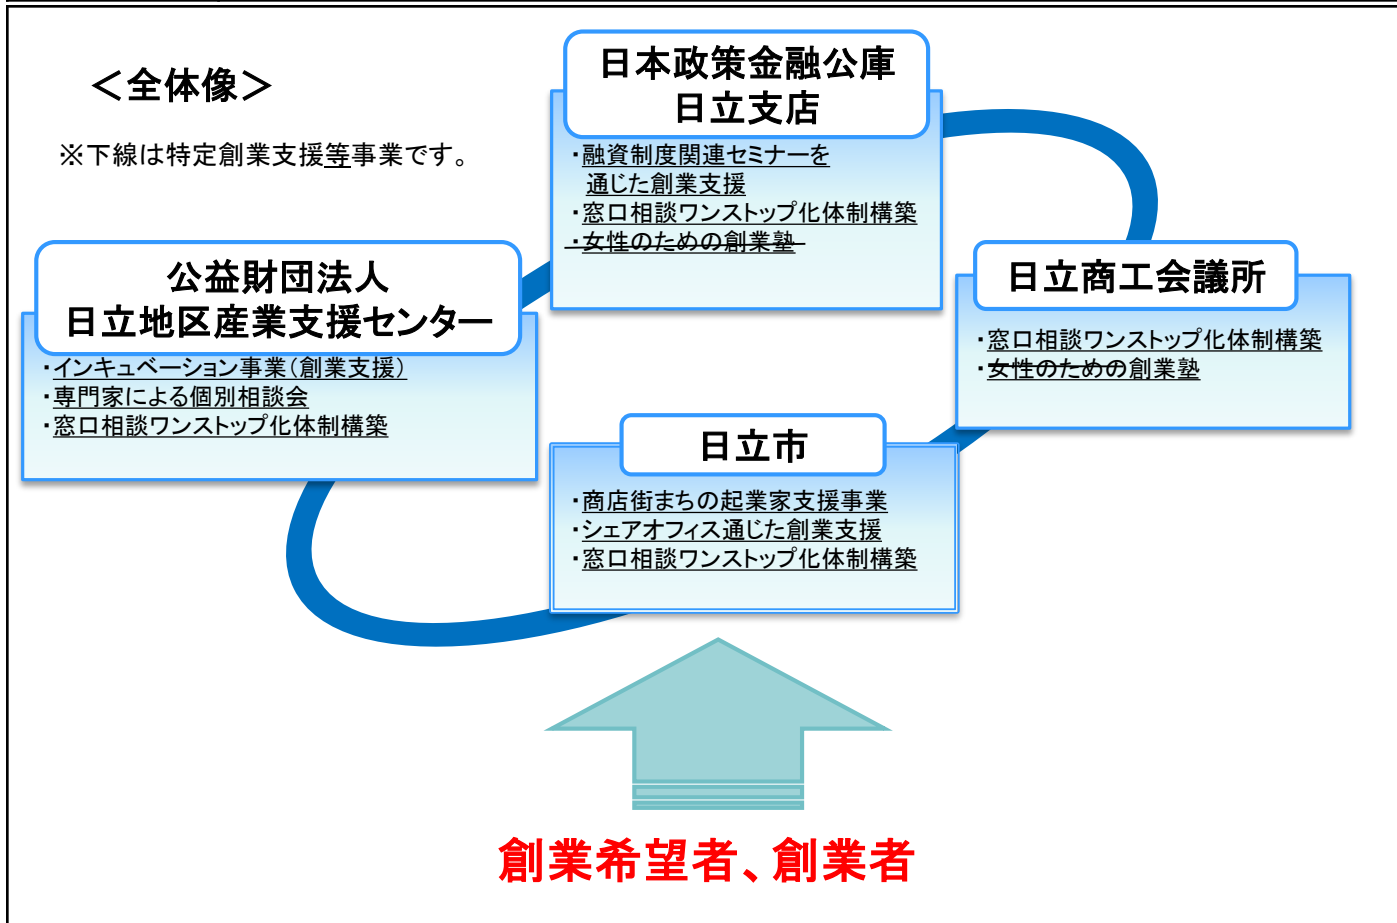 ＜全体像＞
※下線は特定創業支援等事業です。
日本政策金融公庫
日立支店
・融資制度関連セミナーを
通じた創業支援
・窓口相談ワンストップ化体制構築
・女性のための創業塾
公益財団法人
日立地区産業支援センター
・インキュベーション事業（創業支援）
・専門家による個別相談会
・窓口相談ワンストップ化体制構築
日立商工会議所
・窓口相談ワンストップ化体制構築
・女性のための創業塾
日立市
・商店街まちの起業家支援事業
・シェアオフィス通じた創業支援
・窓口相談ワンストップ化体制構築
創業希望者、創業者